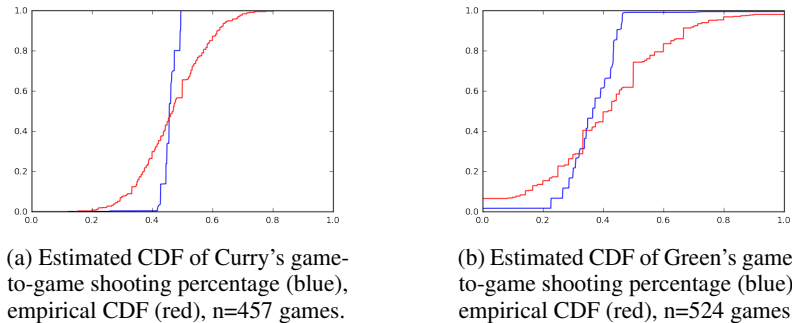 1.0
0.8
0.6
0.4
0.2
0.0
0.0 0.2 0.4 0.6 0.8 1.0
(a) Estimated CDF of Curry's game-
to-game shooting percentage (blue),
empirical CDF (red), n=457 games.
1.0
0.8
0.6
0.4
0.2
0.0
0.0 0.2 0.4 0.6 0.8 1.0
(b) Estimated CDF of Green's game
to-game shooting percentage (blue)
empirical CDF (red), n=524 games